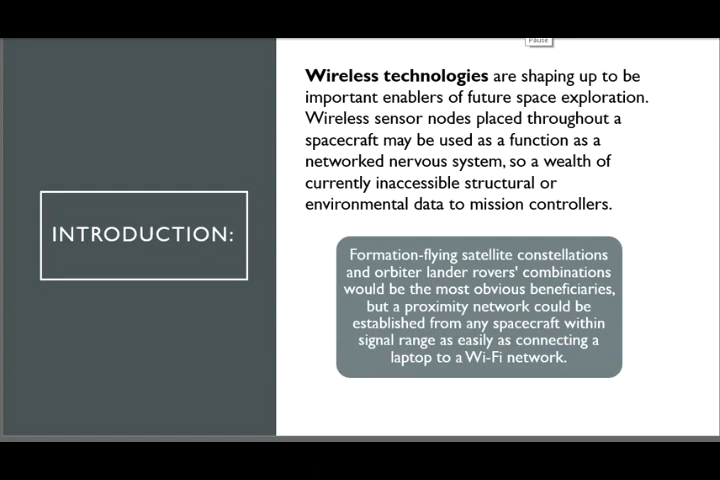 Pause
Wireless technologies are shaping up to be
important enablers of future space exploration.
Wireless sensor nodes placed throughout a
spacecraft may be used as a function as a
networked nervous system, so a wealth of
currently inaccessible structural or
environmental data to mission controllers.
INTRODUCTION:
Formation-flying satellite constellations
and orbiter lander rovers' combinations
would be the most obvious beneficiaries,
but a proximity network could be
established from any spacecraft within
signal range as easily as connecting a
laptop to a Wi-Fi network.